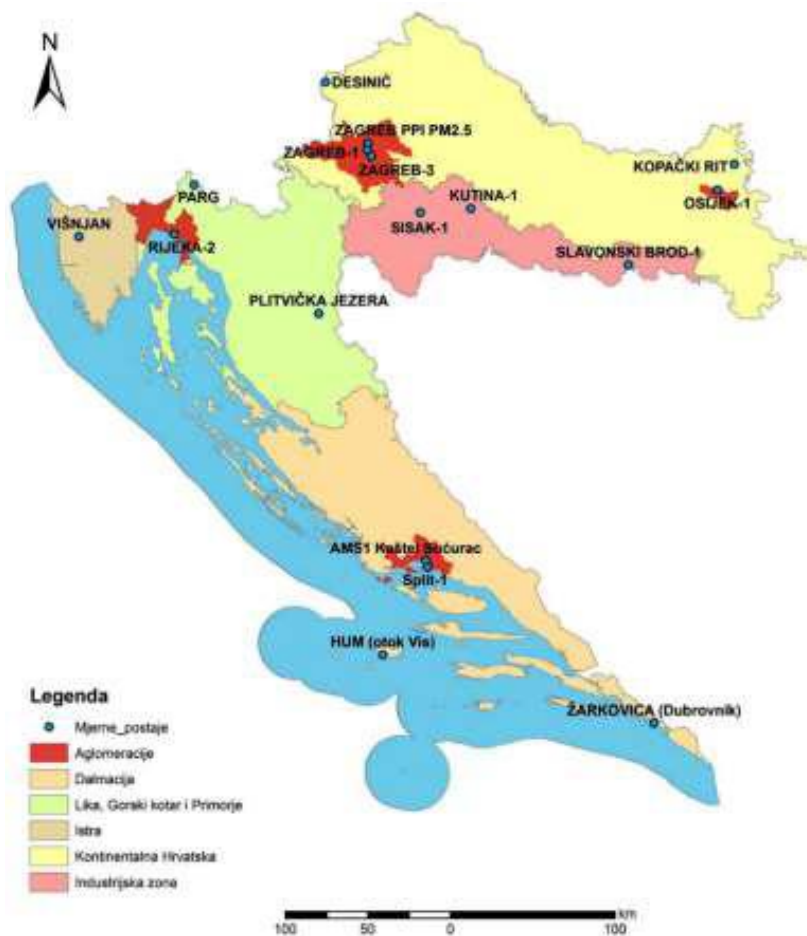 N
DESINIĆ
ZAGREB PPI PM2.5
ZAGREB-1
ZAGREB-3
KOPAČKI RIT
OSIJEK-1
PARG
KUTINA-1
VIŠNJAN
SISAK-1
RIJEKA-2
SLAVONSKI BROD-1
PLITVIČKA JEZERA
AMS1 Kaštel Sućurac
Split-1
HUM (otok Vis)
ŽARKOVICA (Dubrovnik)
Legenda
Mjerne_postaje
Aglomeracije
Dalmacija
Lika, Gorski kotar i Primorje
Istra
Kontinentalna Hrvatska
Industrijska zona
km
100 50 0 100